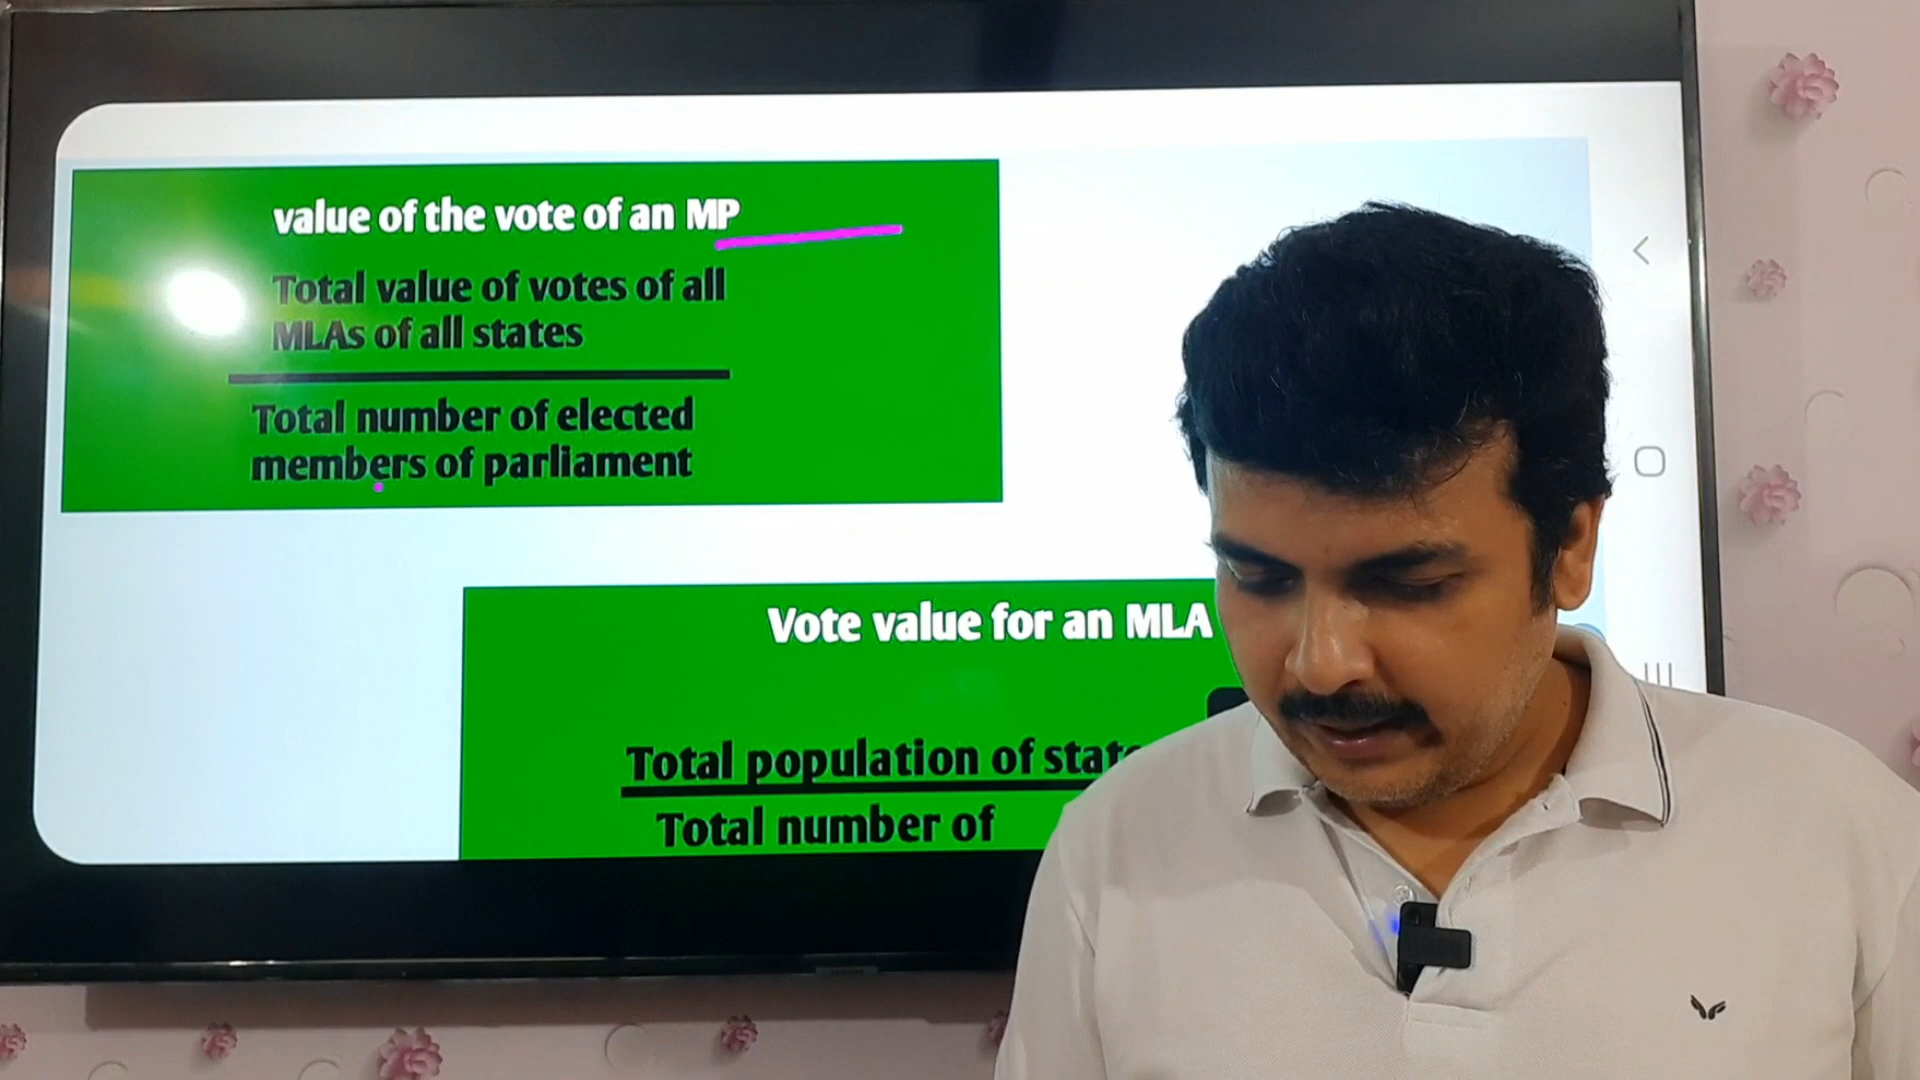 value of the vote of an MP
Total value of votes of all
MLAs of all states
Total number of elected
members of parliament
Vote value for an MLA
Total population of
Total number of